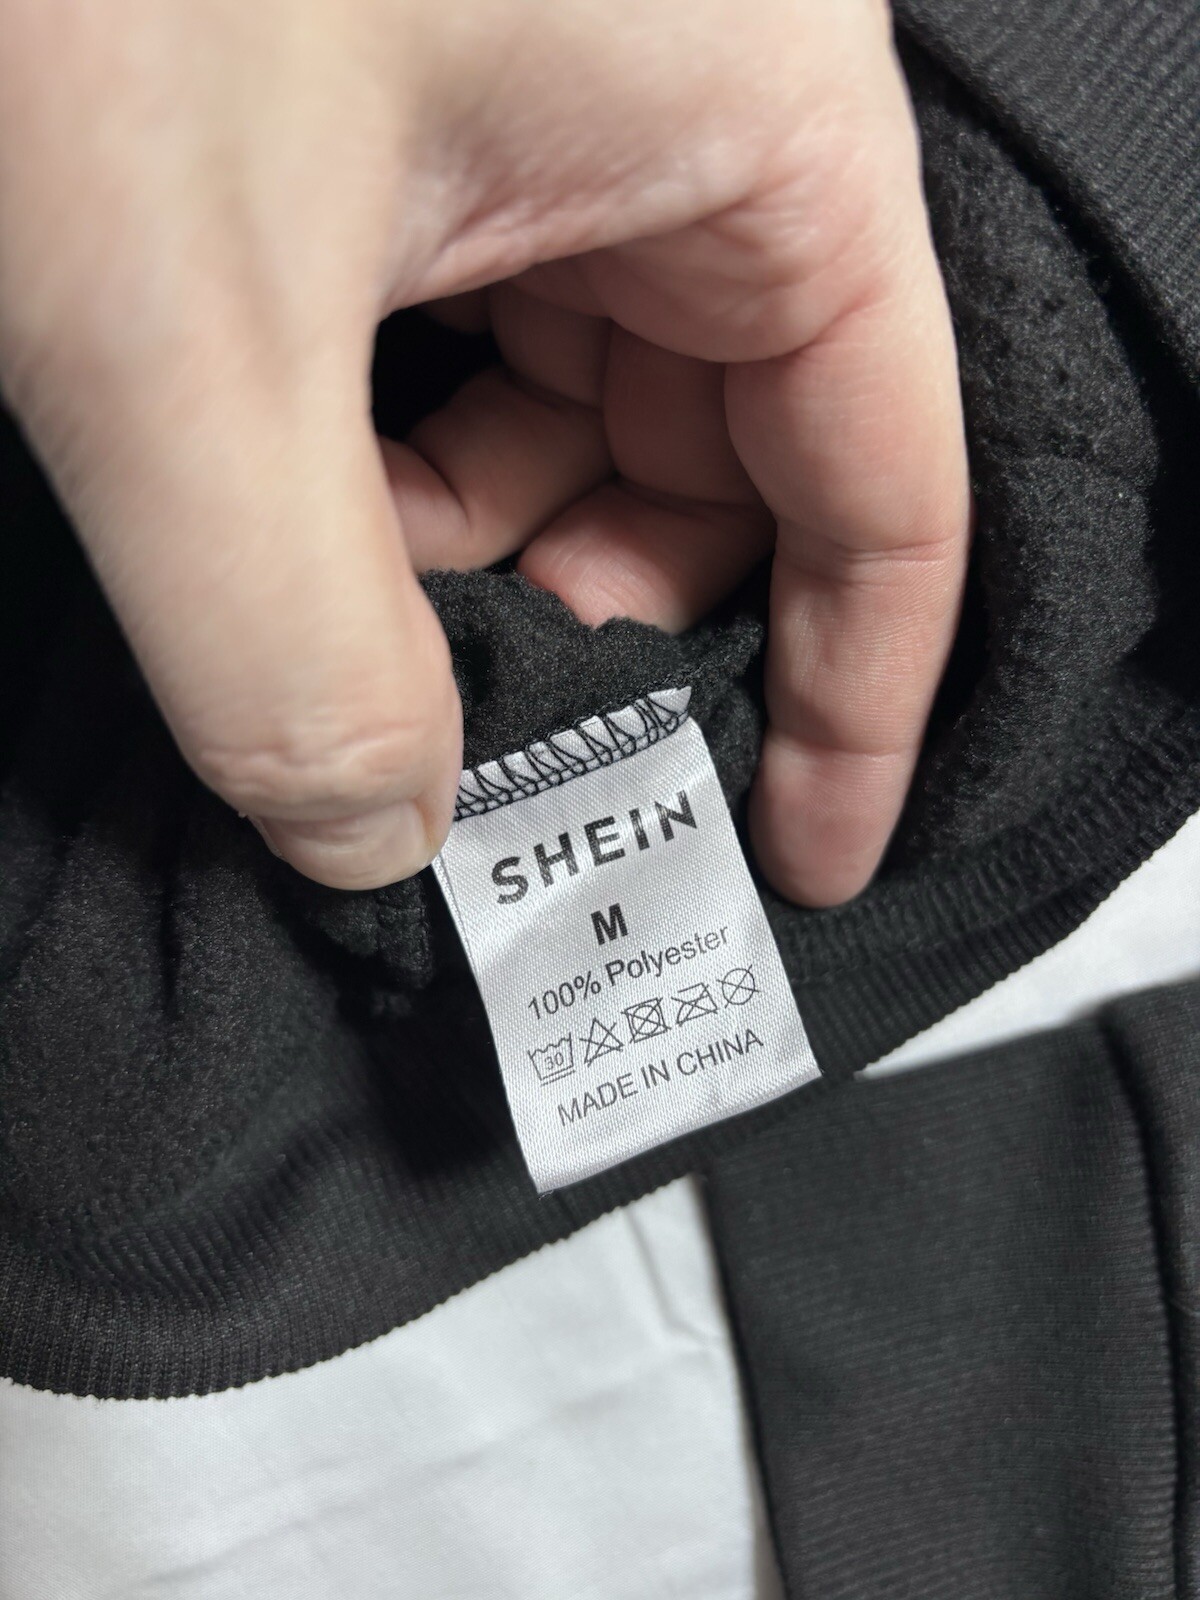 SHEIN
M
100% Polyester
30
MADE IN CHINA